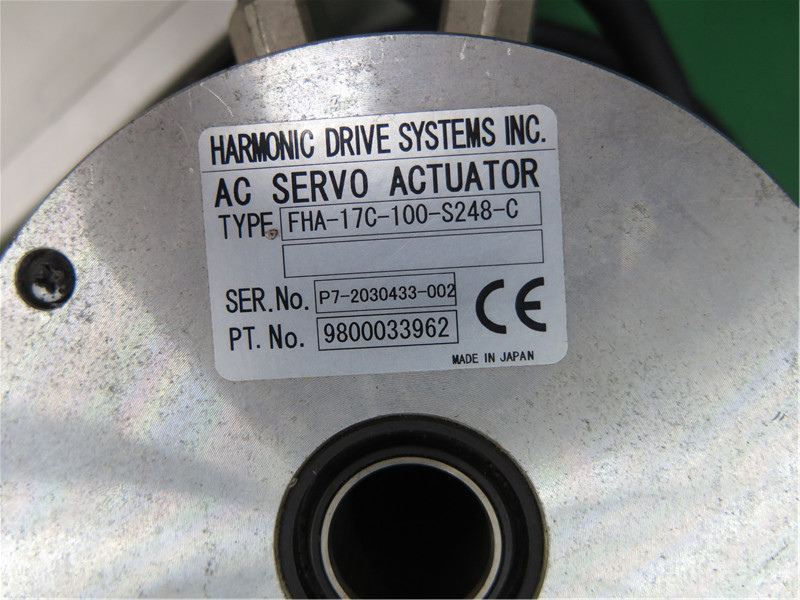 HARMONIC DRIVE SYSTEMS INC.
AC SERVO ACTUATOR
TYPE FHA-17C-100-S248-C
SER.No. P7-2030433-002
PT. No. 9800033962
CE
MADE IN JAPAN